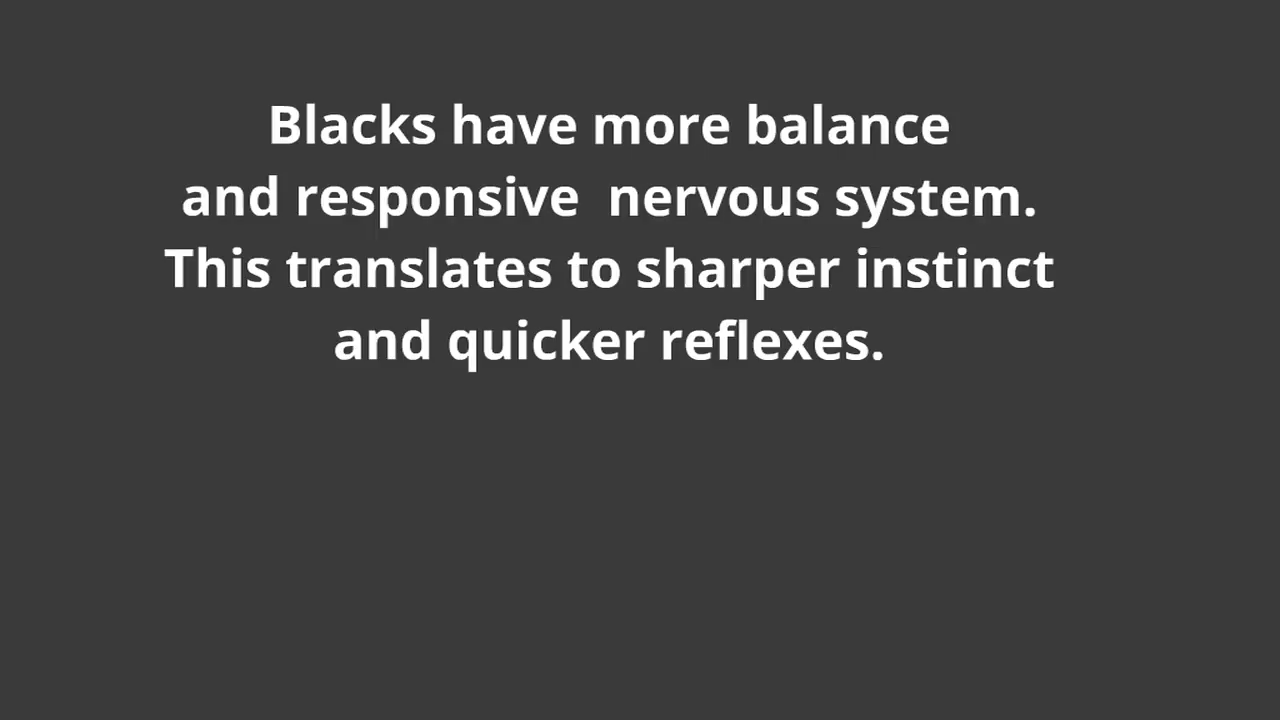 Blacks have more balance
and responsive  nervous system.
This translates to sharper instinct
and quicker reflexes.